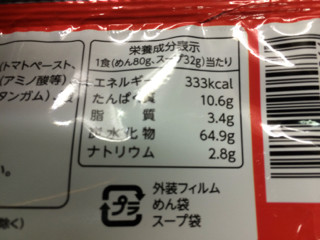 (トマトペースト、
(アミノ酸等)
タンガム)、
栄養成分表示
1食(めん80g、スープ32g)当たり
エネルギー 333kcal
たんぱく質 10.6g
脂 質 3.4g
炭水化物 64.9g
ナトリウム 2.8g
い。
プラ
外装フィルム
めん袋
スープ袋
除く)